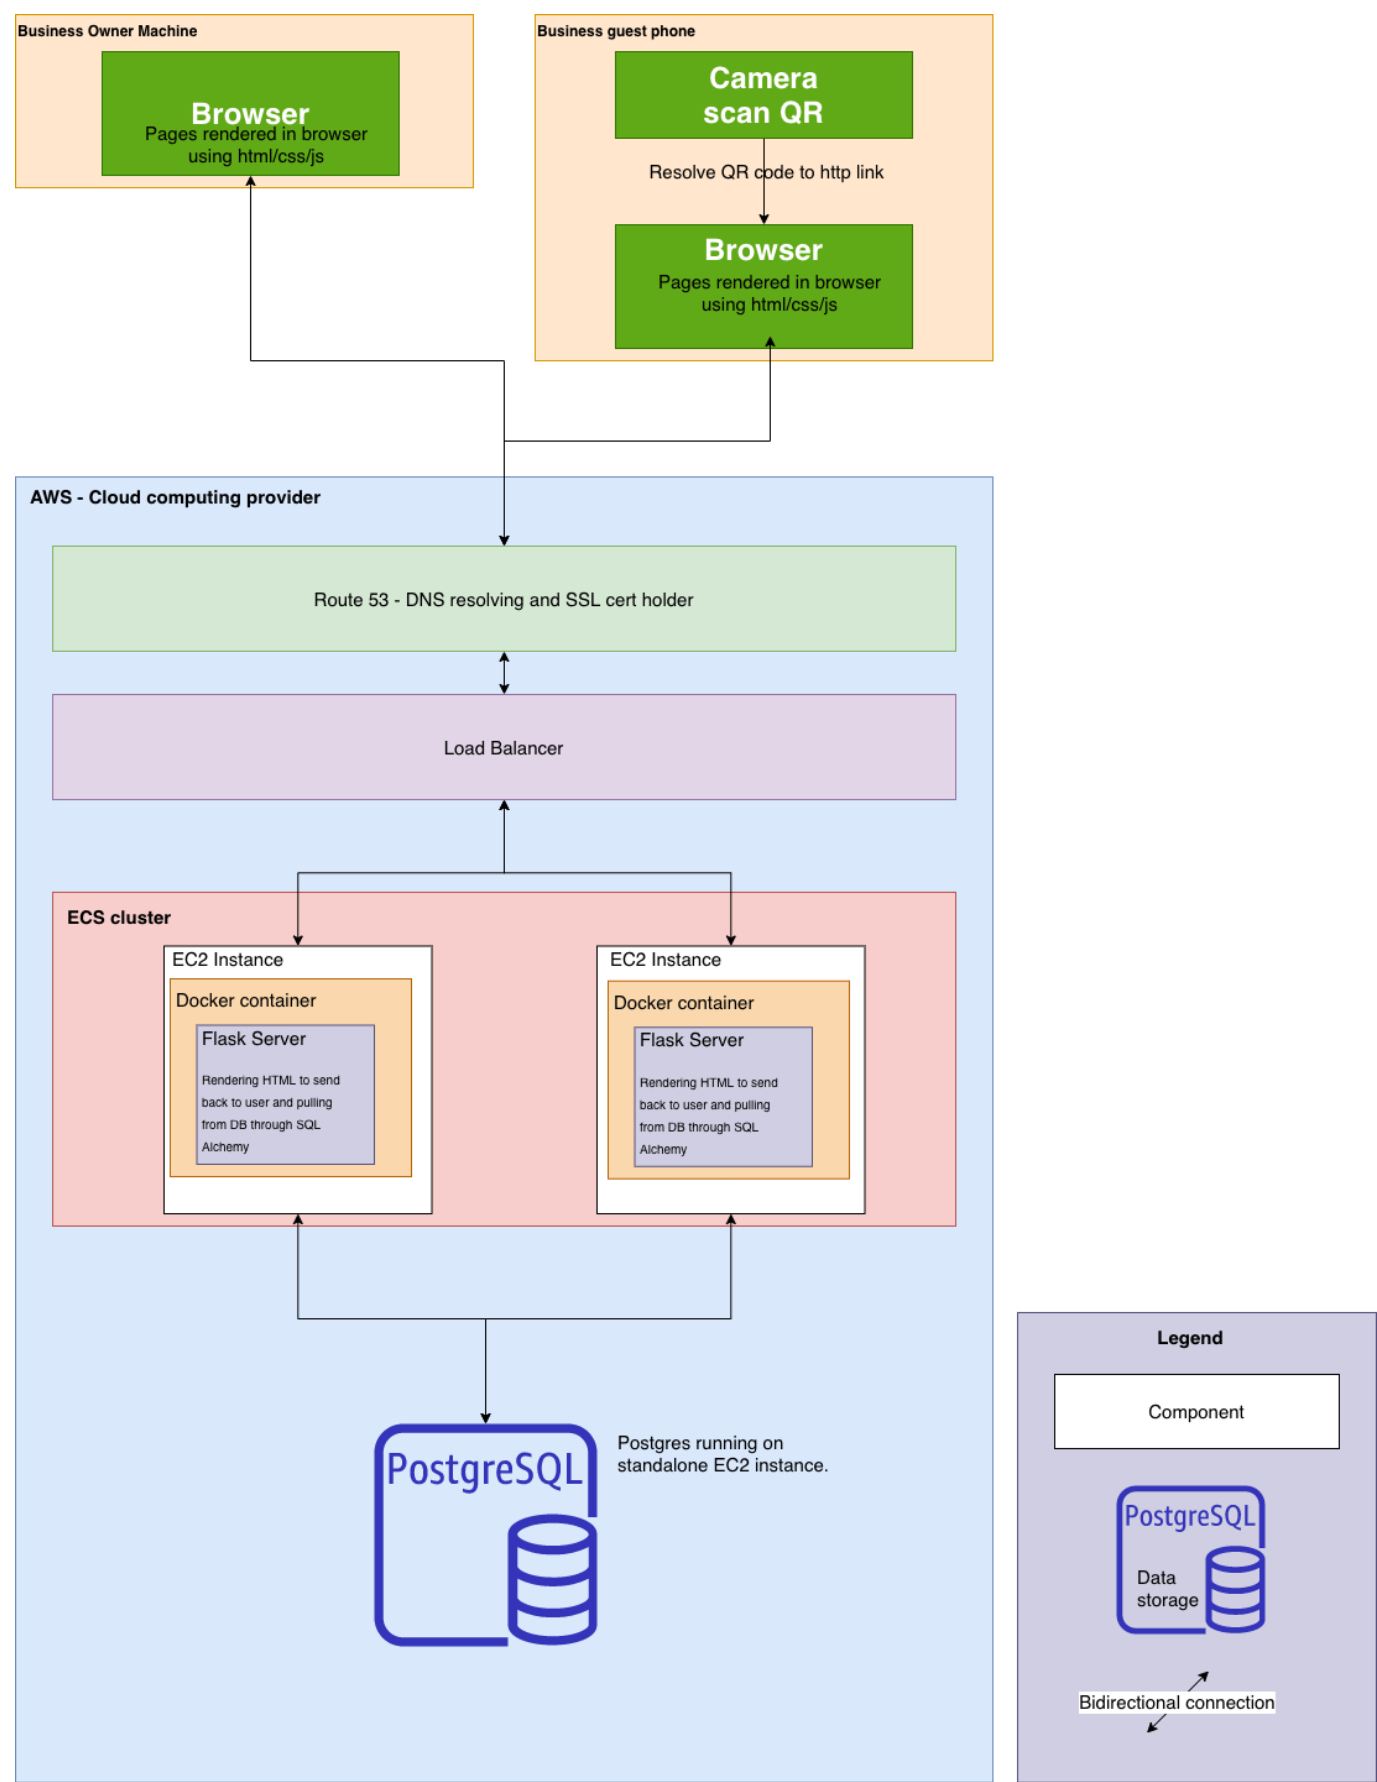 Business Owner Machine
Browser
Pages rendered in browser
using html/css/js
Business guest phone
Camera
scan QR
Resolve QR code to http link
Browser
Pages rendered in browser
using html/css/js
AWS - Cloud computing provider
Route 53 - DNS resolving and SSL cert holder
Load Balancer
ECS cluster
EC2 Instance
Docker container
Flask Server
Rendering HTML to send
back to user and pulling
from DB through SQL
Alchemy
EC2 Instance
Docker container
Flask Server
Rendering HTML to send
back to user and pulling
from DB through SQL
Alchemy
PostgreSQL
Postgres running on
standalone EC2 instance.
Legend
Component
PostgreSQL
Data
storage
Bidirectional connection